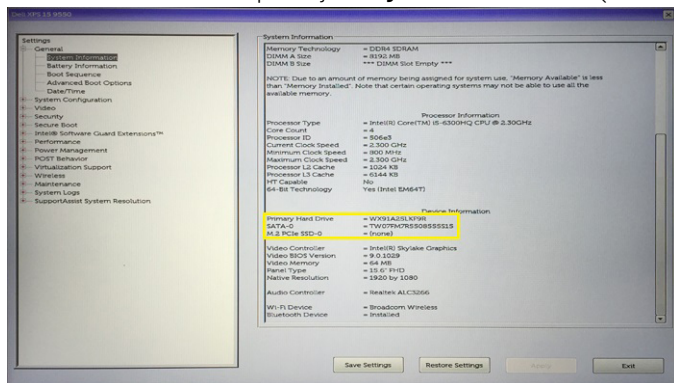 Dell XPS 15 9550
Settings
General
System Information
Battery Information
Boot Sequence
Advanced Boot Options
Date/Time
System Configuration
Video
Security
Secure Boot
Intel® Software Guard Extensions™
Performance
Power Management
POST Behavior
Virtualization Support
Wireless
Maintenance
System Logs
SupportAssist System Resolution
System Information
Memory Technology = DDR4 SDRAM
DIMM A Size = 8192 MB
DIMM B Size *** DIMM Slot Empty ***
NOTE: Due to an amount of memory being assigned for system use, "Memory Available" is less
than "Memory Installed". Note that certain operating systems may not be able to use all the
available memory.
Processor Information
Processor Type = Intel(R) Core(TM) i5-6300HQ CPU @ 2.30GHz
Core Count = 4
Processor ID = 506e3
Current Clock Speed = 2.300 GHz
Minimum Clock Speed = 800 MHz
Maximum Clock Speed = 2.300 GHz
Processor L2 Cache = 1024 KB
Processor L3 Cache = 6144 KB
HT Capable No
64-Bit Technology Yes (Intel EM64T)
Device Information
Primary Hard Drive = WX91A25LKP9R
SATA-0 = TW07FM7R5508555S15
M.2 PCIe SSD-0 = (none)
Video Controller = Intel(R) Skylake Graphics
Video BIOS Version = 9.0.1029
Video Memory = 64 MB
Panel Type = 15.6" FHD
Native Resolution = 1920 by 1080
Audio Controller = Realtek ALC3266
Wi-Fi Device = Broadcom Wireless
Bluetooth Device = Installed
Save Settings
Restore Settings
Apply
Exit